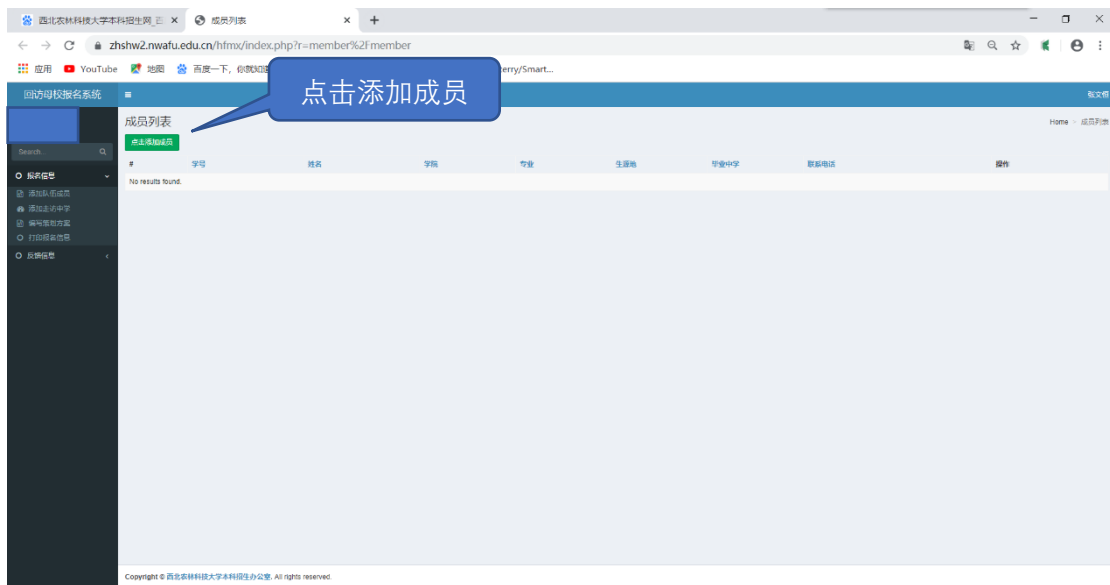 西北农林科技大学本科招生网_百
成员列表
zhshw2.nwafu.edu.cn/hfmx/index.php?r=member%2Fmember
应用
YouTube
地图
百度一下，你就知道
erry/Smart...
点击添加成员
回访母校报名系统
张文恒
成员列表
Home > 成员列表
点击添加成员
Search...
# 学号 姓名 学院 专业 生源地 毕业中学 联系电话 操作
No results found.
报名信息
添加队伍成员
添加走访中学
编写策划方案
打印报名信息
反馈信息
Copyright © 西北农林科技大学本科招生办公室. All rights reserved.